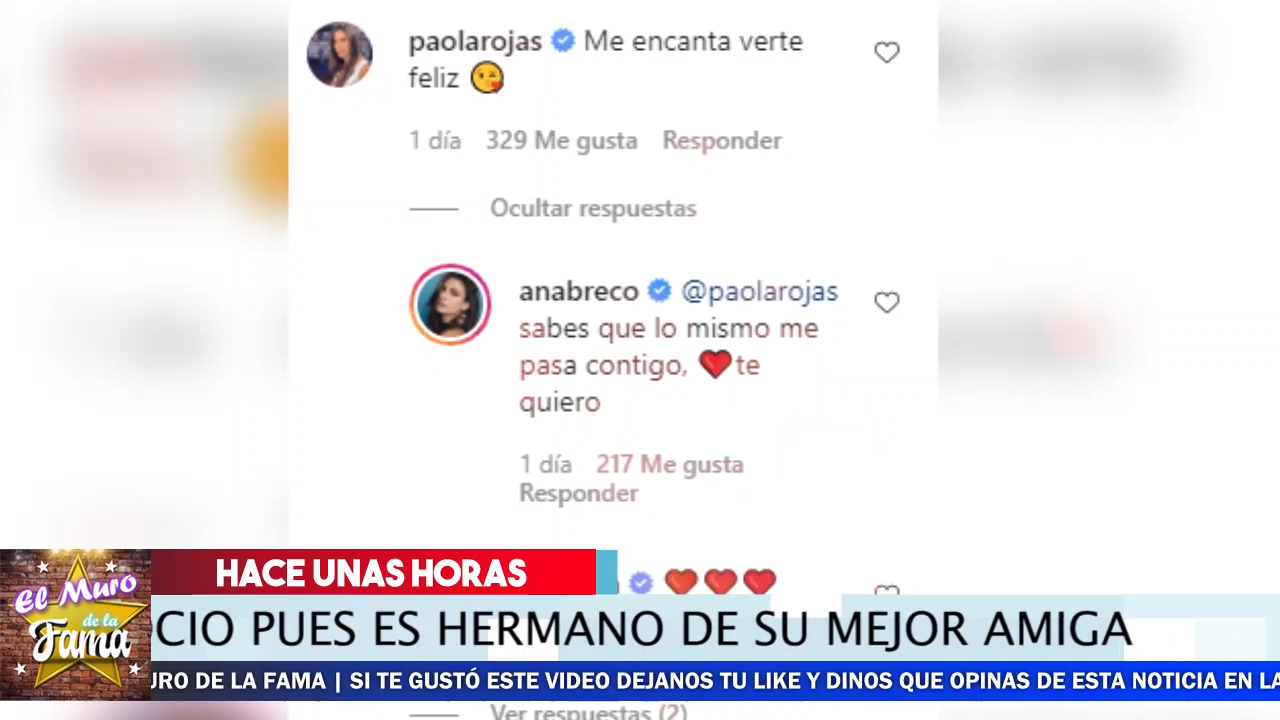 paolarojas Me encanta verte
feliz 😘
1 día 329 Me gusta Responder
Ocultar respuestas
anabreco @paolarojas
sabes que lo mismo me
pasa contigo, ❤️te
quiero
1 día 217 Me gusta
Responder
❤️❤️❤️
HACE UNAS HORAS
El Muro
de la
Fama
CIO PUES ES HERMANO DE SU MEJOR AMIGA
URO DE LA FAMA | SI TE GUSTÓ ESTE VIDEO DEJANOS TU LIKE Y DINOS QUE OPINAS DE ESTA NOTICIA EN LA
Ver respuestas (2)